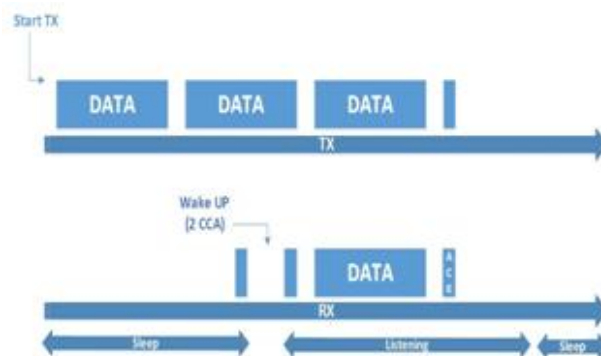 Start TX
DATA DATA DATA
TX
Wake UP
(2 CCA)
DATA
A
C
K
RX
Sleep Listening Sleep